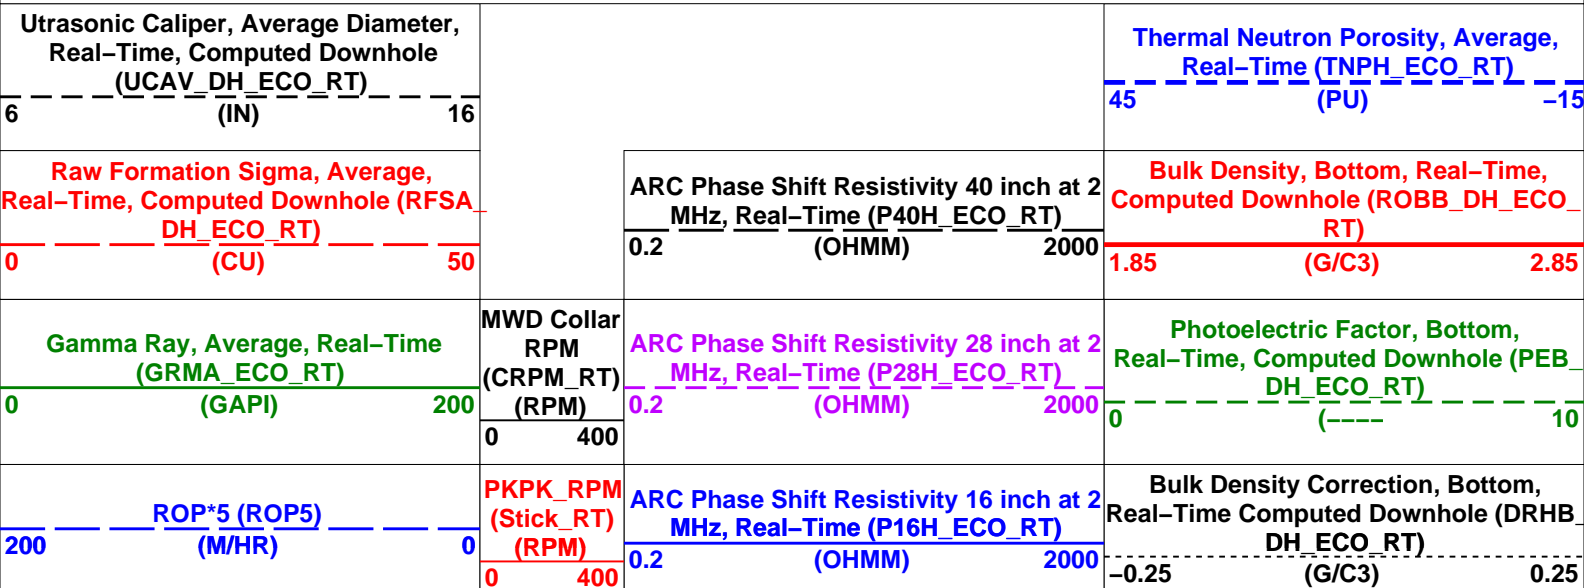 Utrasonic Caliper, Average Diameter,
Real–Time, Computed Downhole
(UCAV_DH_ECO_RT)
6 (IN) 16
Thermal Neutron Porosity, Average,
Real–Time (TNPH_ECO_RT)
45 (PU) –15
Raw Formation Sigma, Average,
Real–Time, Computed Downhole (RFSA_
DH_ECO_RT)
0 (CU) 50
ARC Phase Shift Resistivity 40 inch at 2
MHz, Real–Time (P40H_ECO_RT)
0.2 (OHMM) 2000
Bulk Density, Bottom, Real–Time,
Computed Downhole (ROBB_DH_ECO_
RT)
1.85 (G/C3) 2.85
Gamma Ray, Average, Real–Time
(GRMA_ECO_RT)
0 (GAPI) 200
MWD Collar
RPM
(CRPM_RT)
(RPM)
0 400
ARC Phase Shift Resistivity 28 inch at 2
MHz, Real–Time (P28H_ECO_RT)
0.2 (OHMM) 2000
Photoelectric Factor, Bottom,
Real–Time, Computed Downhole (PEB_
DH_ECO_RT)
0 (–––– 10
ROP*5 (ROP5)
200 (M/HR) 0
PKPK_RPM
(Stick_RT)
(RPM)
0 400
ARC Phase Shift Resistivity 16 inch at 2
MHz, Real–Time (P16H_ECO_RT)
0.2 (OHMM) 2000
Bulk Density Correction, Bottom,
Real–Time Computed Downhole (DRHB_
DH_ECO_RT)
–0.25 (G/C3) 0.25